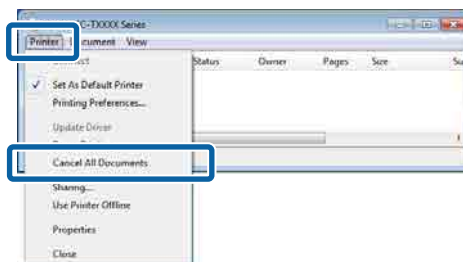 C-TXXXX Series
Printer Document View
Status Owner Pages Size Su
Set As Default Printer
Printing Preferences...
Update Driver
Cancel All Documents
Sharing...
Use Printer Offline
Properties
Close